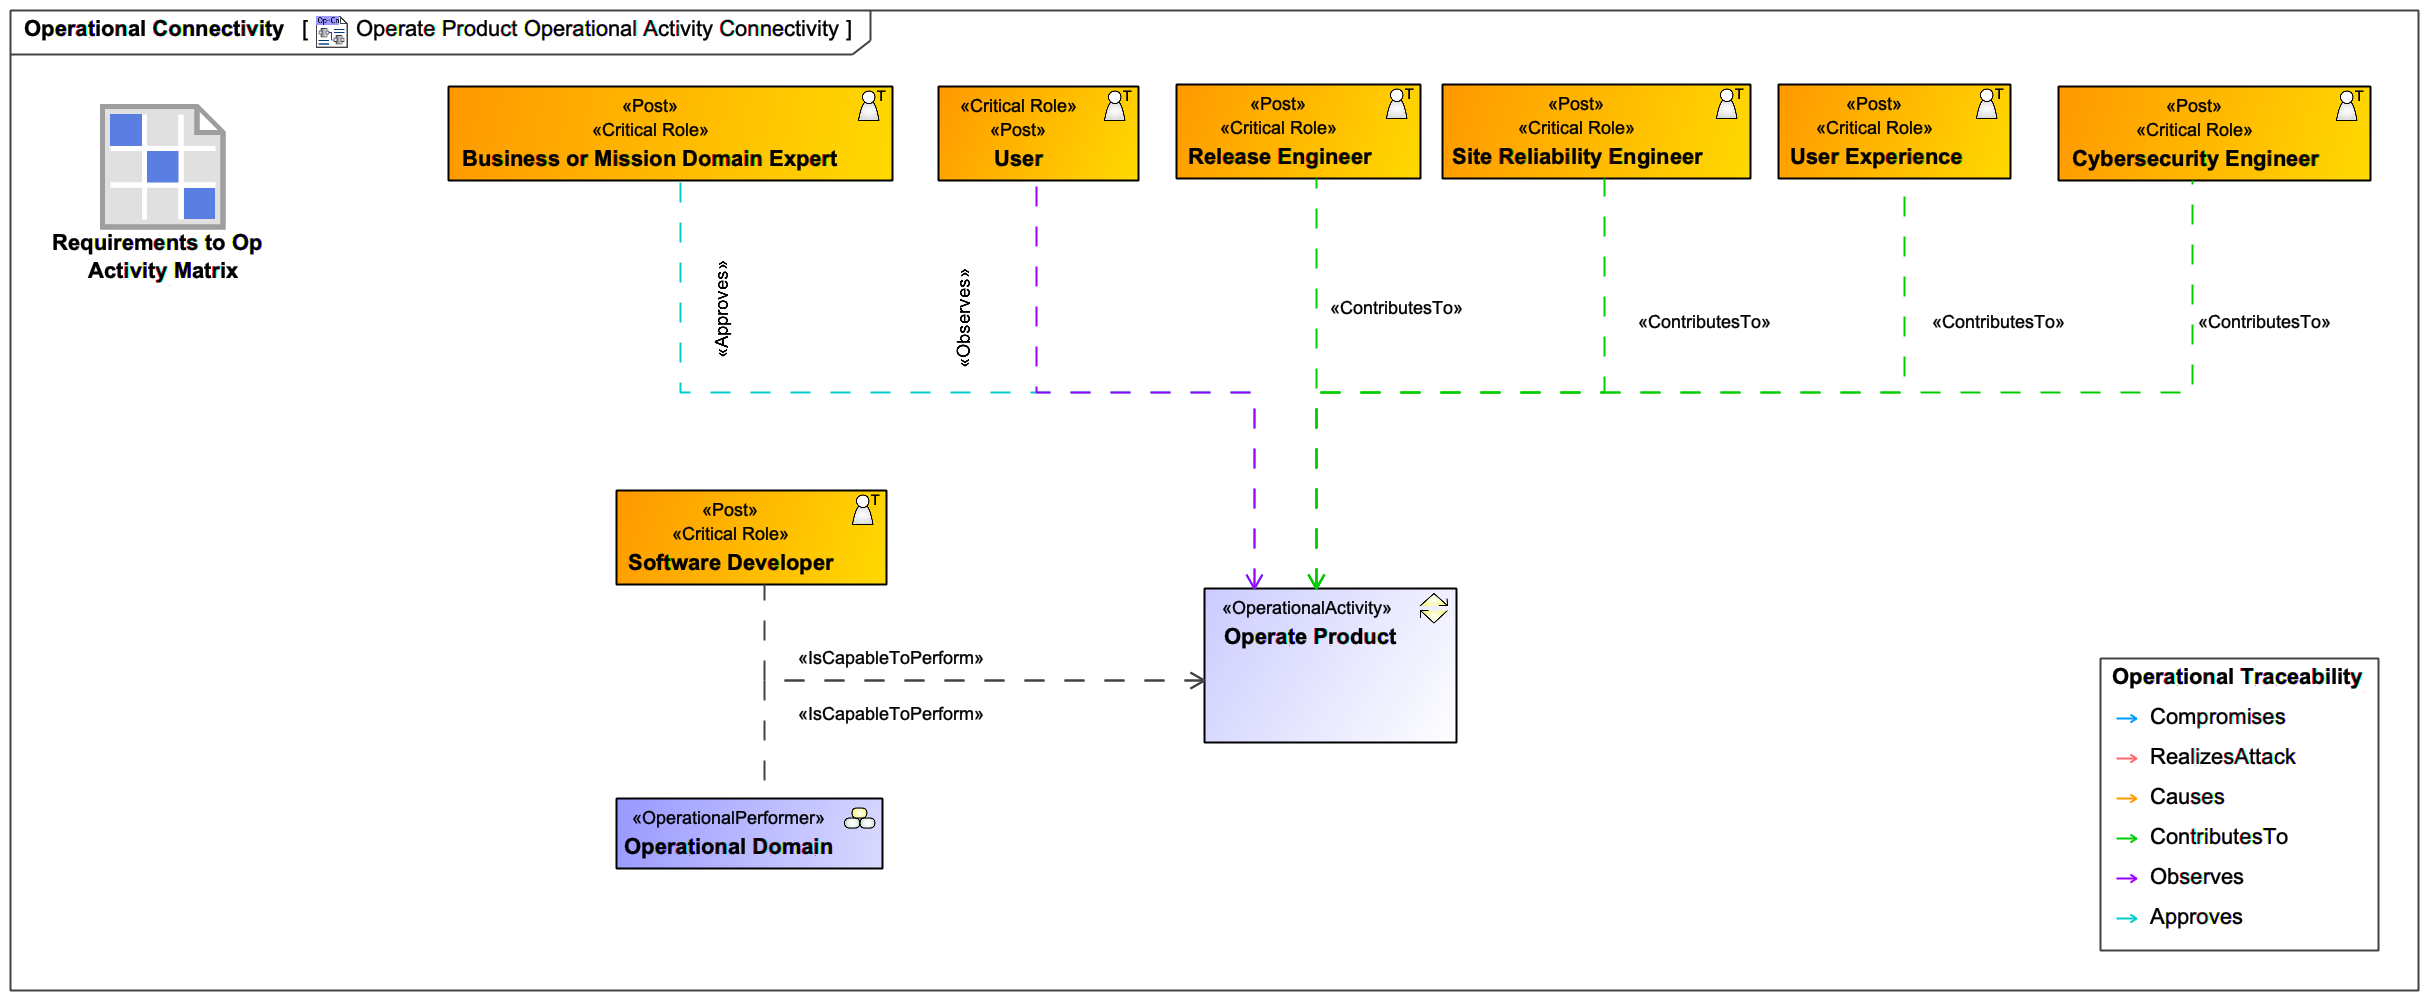 Operational Connectivity [ Op-Cn Operate Product Operational Activity Connectivity ]
Requirements to Op
Activity Matrix
«Post»
«Critical Role»
Business or Mission Domain Expert
T
«Critical Role»
«Post»
User
T
«Post»
«Critical Role»
Release Engineer
T
«Post»
«Critical Role»
Site Reliability Engineer
T
«Post»
«Critical Role»
User Experience
T
«Post»
«Critical Role»
Cybersecurity Engineer
T
«Approves»
«Observes»
«ContributesTo»
«ContributesTo»
«ContributesTo»
«ContributesTo»
«Post»
«Critical Role»
Software Developer
T
«IsCapableToPerform»
«IsCapableToPerform»
«OperationalActivity»
Operate Product
«OperationalPerformer»
Operational Domain
Operational Traceability
Compromises
RealizesAttack
Causes
ContributesTo
Observes
Approves